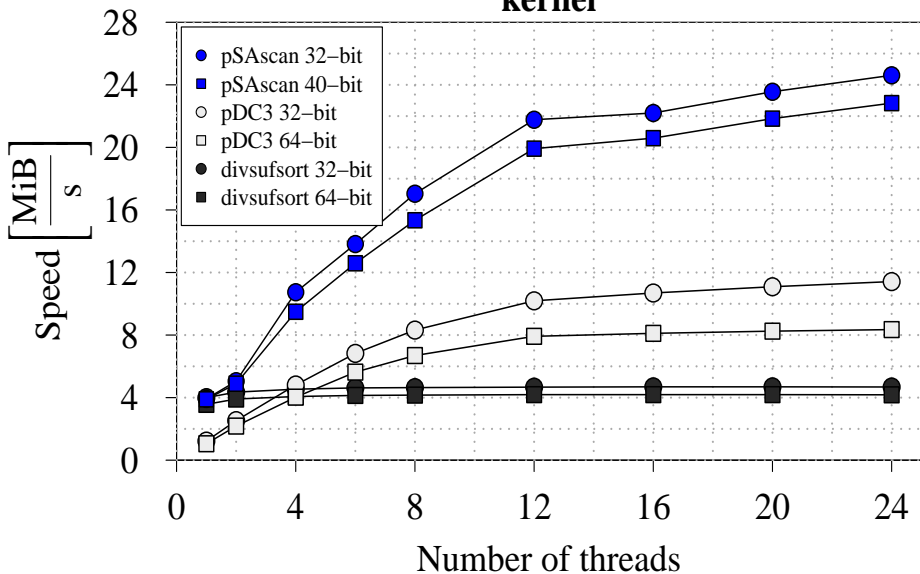 kernel
28
24
20
16
12
8
4
0
Speed [MiB/s]
pSAscan 32−bit
pSAscan 40−bit
pDC3 32−bit
pDC3 64−bit
divsufsort 32−bit
divsufsort 64−bit
0 4 8 12 16 20 24
Number of threads